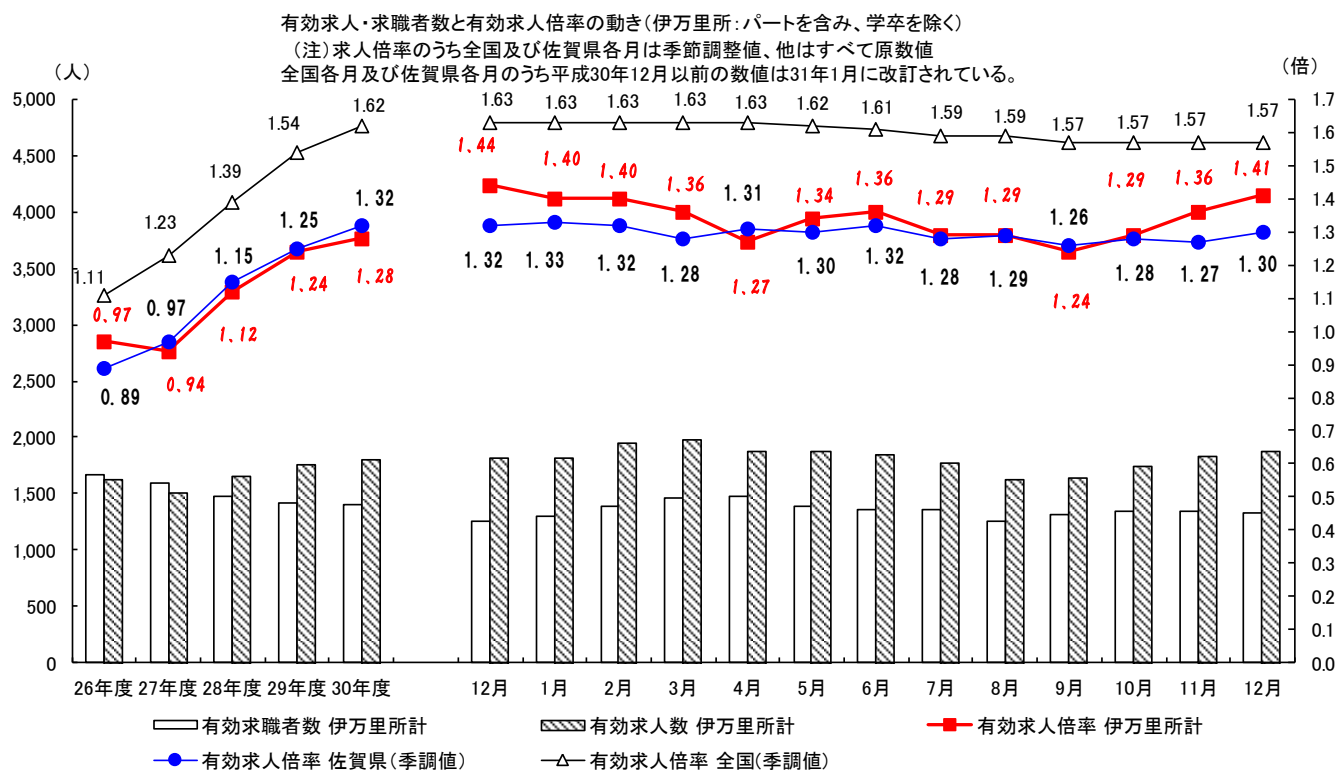 有効求人・求職者数と有効求人倍率の動き(伊万里所:パートを含み、学卒を除く)
(注)求人倍率のうち全国及び佐賀県各月は季節調整値、他はすべて原数値
全国各月及び佐賀県各月のうち平成30年12月以前の数値は31年1月に改訂されている。
(人) (倍)
5,000
4,500
4,000
3,500
3,000
2,500
2,000
1,500
1,000
500
0
1.7
1.6
1.5
1.4
1.3
1.2
1.1
1.0
0.9
0.8
0.7
0.6
0.5
0.4
0.3
0.2
0.1
0.0
1.11 1.23 1.39 1.54 1.62 1.63 1.63 1.63 1.63 1.63 1.62 1.61 1.59 1.59 1.57 1.57 1.57 1.57
0.97 0.94 1.12 1.24 1.28 1.44 1.40 1.40 1.36 1.27 1.34 1.36 1.29 1.29 1.24 1.29 1.36 1.41
0.89 0.97 1.15 1.25 1.32 1.32 1.33 1.32 1.28 1.31 1.30 1.32 1.28 1.29 1.26 1.28 1.27 1.30
26年度 27年度 28年度 29年度 30年度 12月 1月 2月 3月 4月 5月 6月 7月 8月 9月 10月 11月 12月
有効求職者数 伊万里所計 有効求人数 伊万里所計 有効求人倍率 伊万里所計
有効求人倍率 佐賀県(季調値) 有効求人倍率 全国(季調値)